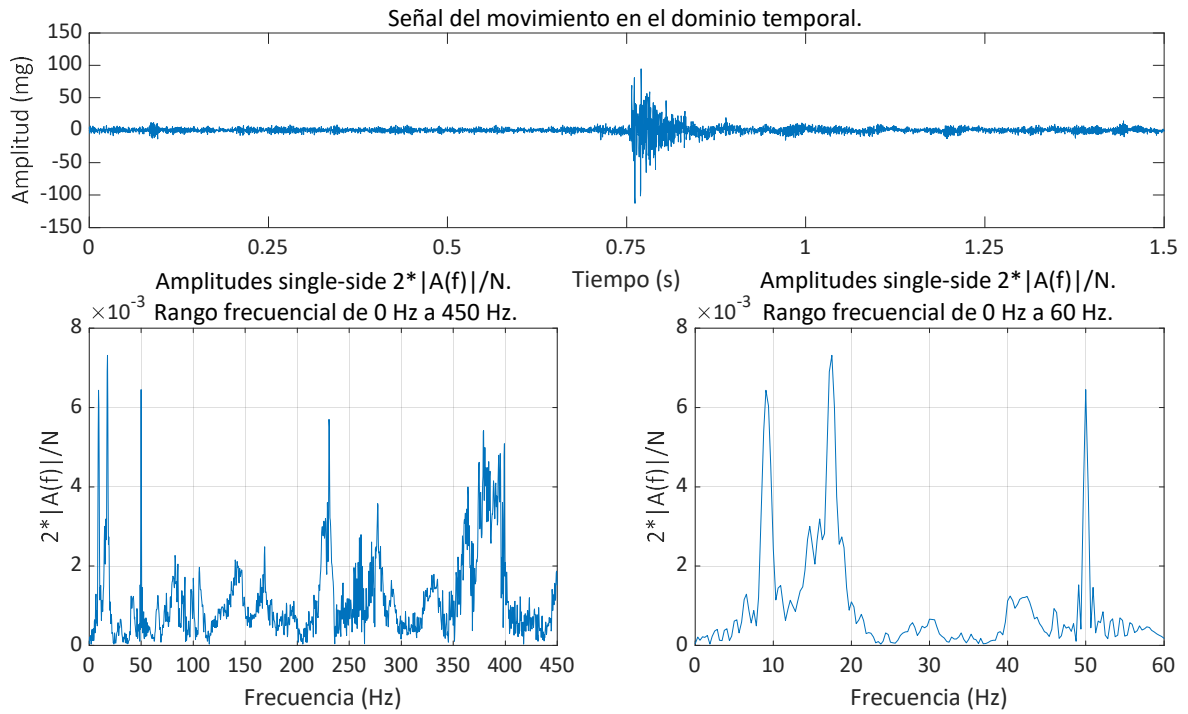 Señal del movimiento en el dominio temporal.
Amplitud (mg)
150
100
50
0
-50
-100
-150
0 0.25 0.5 0.75 1 1.25 1.5
Tiempo (s)
Amplitudes single-side 2*|A(f)|/N.
Rango frecuencial de 0 Hz a 450 Hz.
×10⁻³
2*|A(f)|/N
8
6
4
2
0
0 50 100 150 200 250 300 350 400 450
Frecuencia (Hz)
Amplitudes single-side 2*|A(f)|/N.
Rango frecuencial de 0 Hz a 60 Hz.
×10⁻³
2*|A(f)|/N
8
6
4
2
0
0 10 20 30 40 50 60
Frecuencia (Hz)